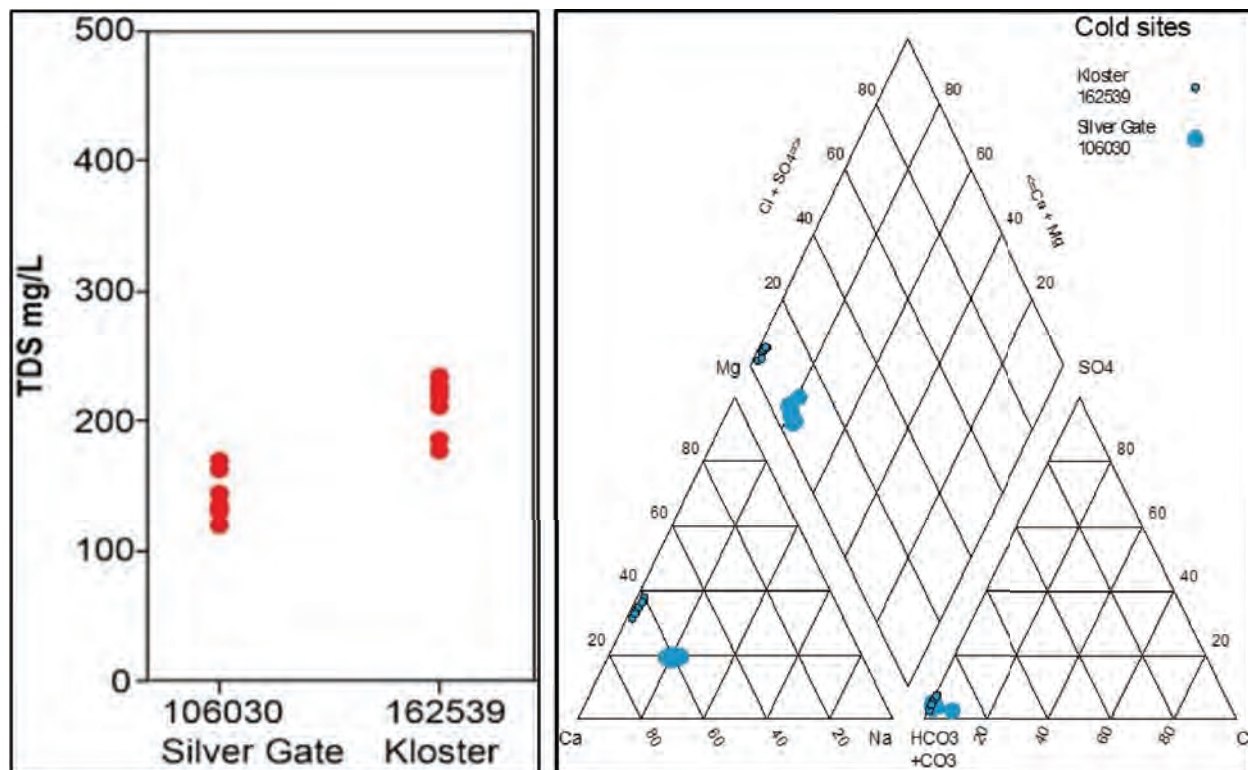 500
400
300
200
100
0
TDS mg/L
106030
Silver Gate
162539
Kloster
Cold sites
Kloster
162539
Silver Gate
106030
80
80
60
60
40
40
20
20
Cl + SO4=>
<=Ca + Mg
Mg
SO4
80
60
40
20
80
60
40
20
Ca
80
60
40
20
Na
HCO3
+CO3
20
40
60
80
C